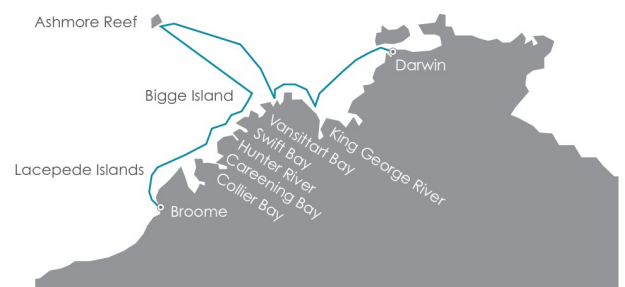 Ashmore Reef
Darwin
Bigge Island
Vansittart Bay
King George River
Swift Bay
Hunter River
Careening Bay
Lacepede Islands
Collier Bay
Broome